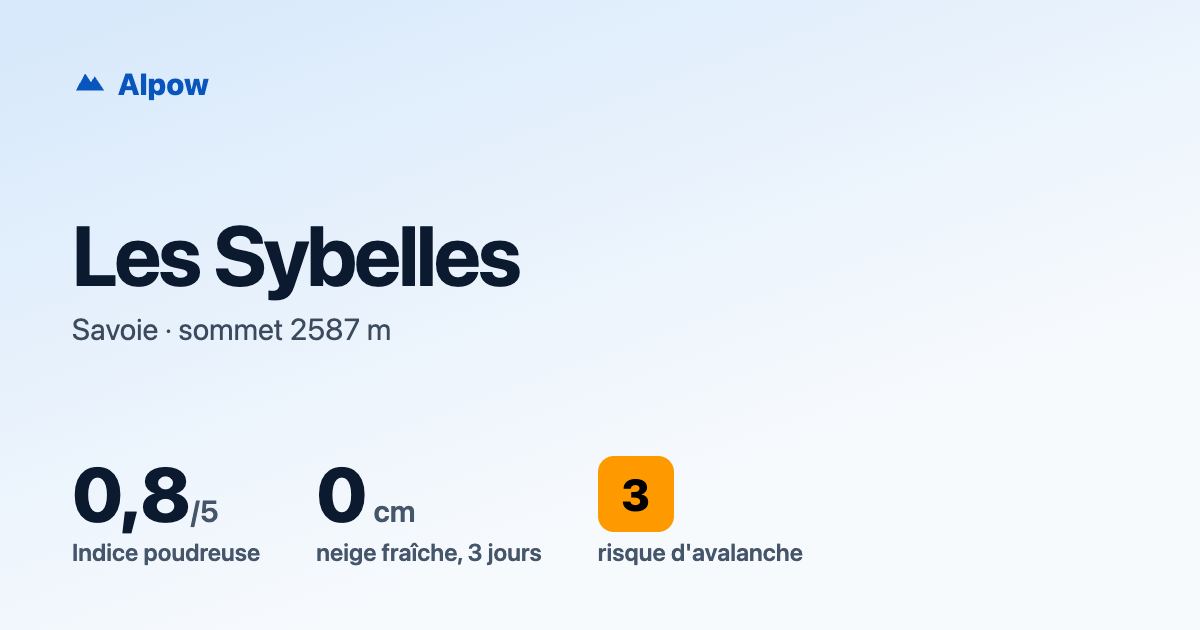 Alpow
Les Sybelles
Savoie · sommet 2587 m
0,8/5
Indice poudreuse
0 cm
neige fraîche, 3 jours
3
risque d'avalanche